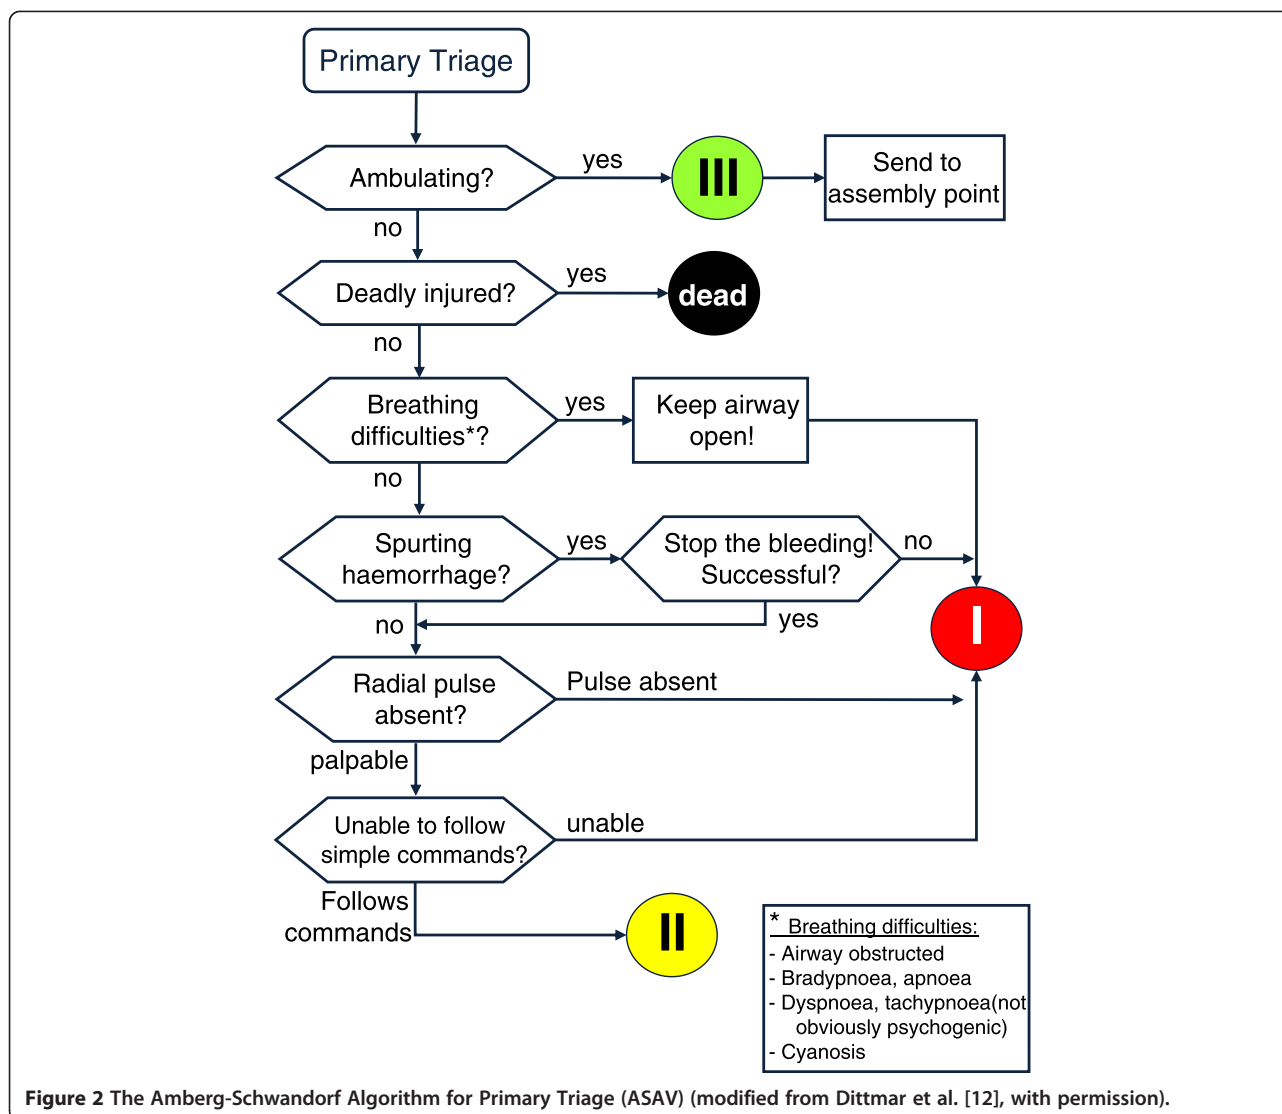 Primary Triage
Ambulating?
yes
III
Send to
assembly point
no
Deadly injured?
yes
dead
no
Breathing
difficulties*?
yes
Keep airway
open!
no
Spurting
haemorrhage?
yes
Stop the bleeding!
Successful?
no
yes
no
I
Radial pulse
absent?
Pulse absent
palpable
Unable to follow
simple commands?
unable
Follows
commands
II
* Breathing difficulties:
- Airway obstructed
- Bradypnoea, apnoea
- Dyspnoea, tachypnoea(not
obviously psychogenic)
- Cyanosis
Figure 2 The Amberg-Schwandorf Algorithm for Primary Triage (ASAV) (modified from Dittmar et al. [12], with permission).